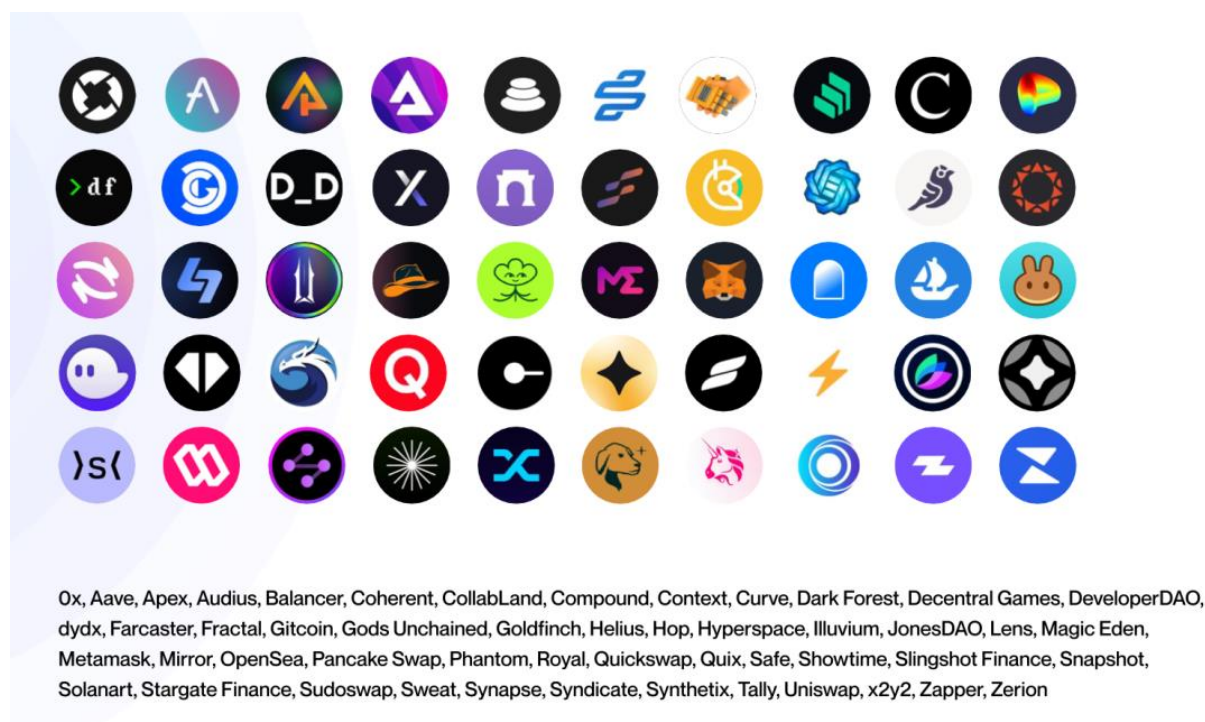 C
>df
G
D_D
X
ME
Q
}s{
0x, Aave, Apex, Audius, Balancer, Coherent, CollabLand, Compound, Context, Curve, Dark Forest, Decentral Games, DeveloperDAO,
dydx, Farcaster, Fractal, Gitcoin, Gods Unchained, Goldfinch, Helius, Hop, Hyperspace, Illuvium, JonesDAO, Lens, Magic Eden,
Metamask, Mirror, OpenSea, Pancake Swap, Phantom, Royal, Quickswap, Quix, Safe, Showtime, Slingshot Finance, Snapshot,
Solanart, Stargate Finance, Sudoswap, Sweat, Synapse, Syndicate, Synthetix, Tally, Uniswap, x2y2, Zapper, Zerion